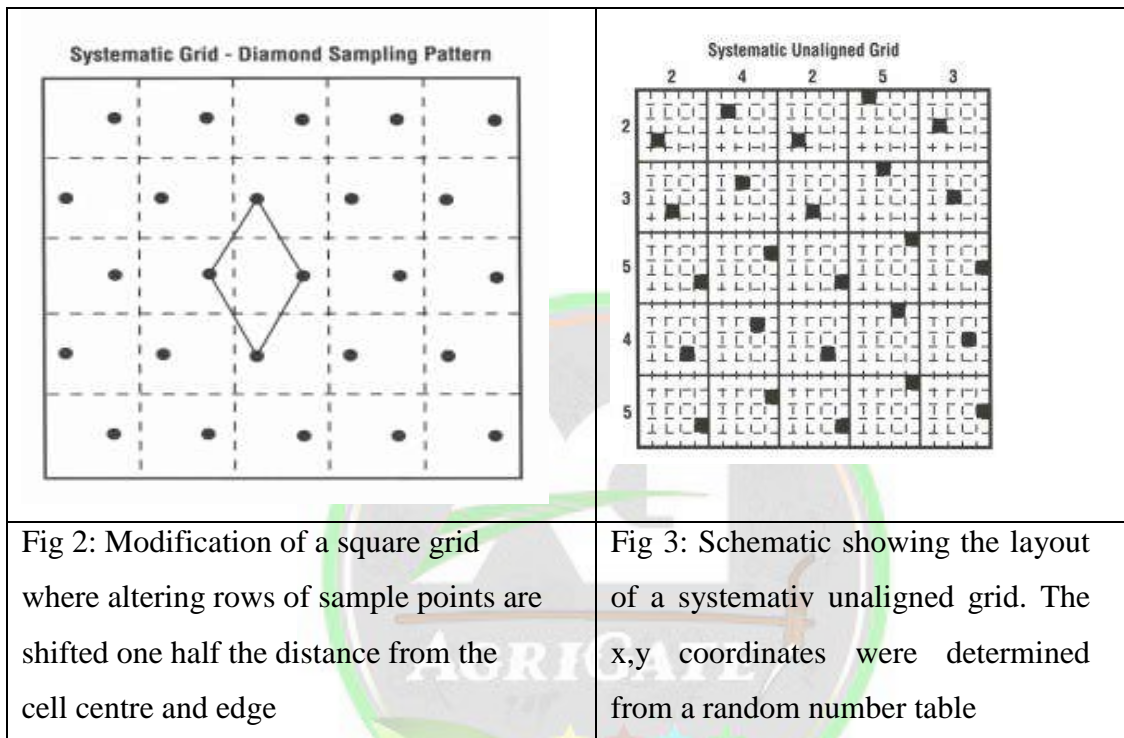 Systematic Grid - Diamond Sampling Pattern
Systematic Unaligned Grid
2 4 2 5 3
2
3
5
4
5
Fig 2: Modification of a square grid
where altering rows of sample points are
shifted one half the distance from the
cell centre and edge
Fig 3: Schematic showing the layout
of a systemativ unaligned grid. The
x,y coordinates were determined
from a random number table
AGRIGATE